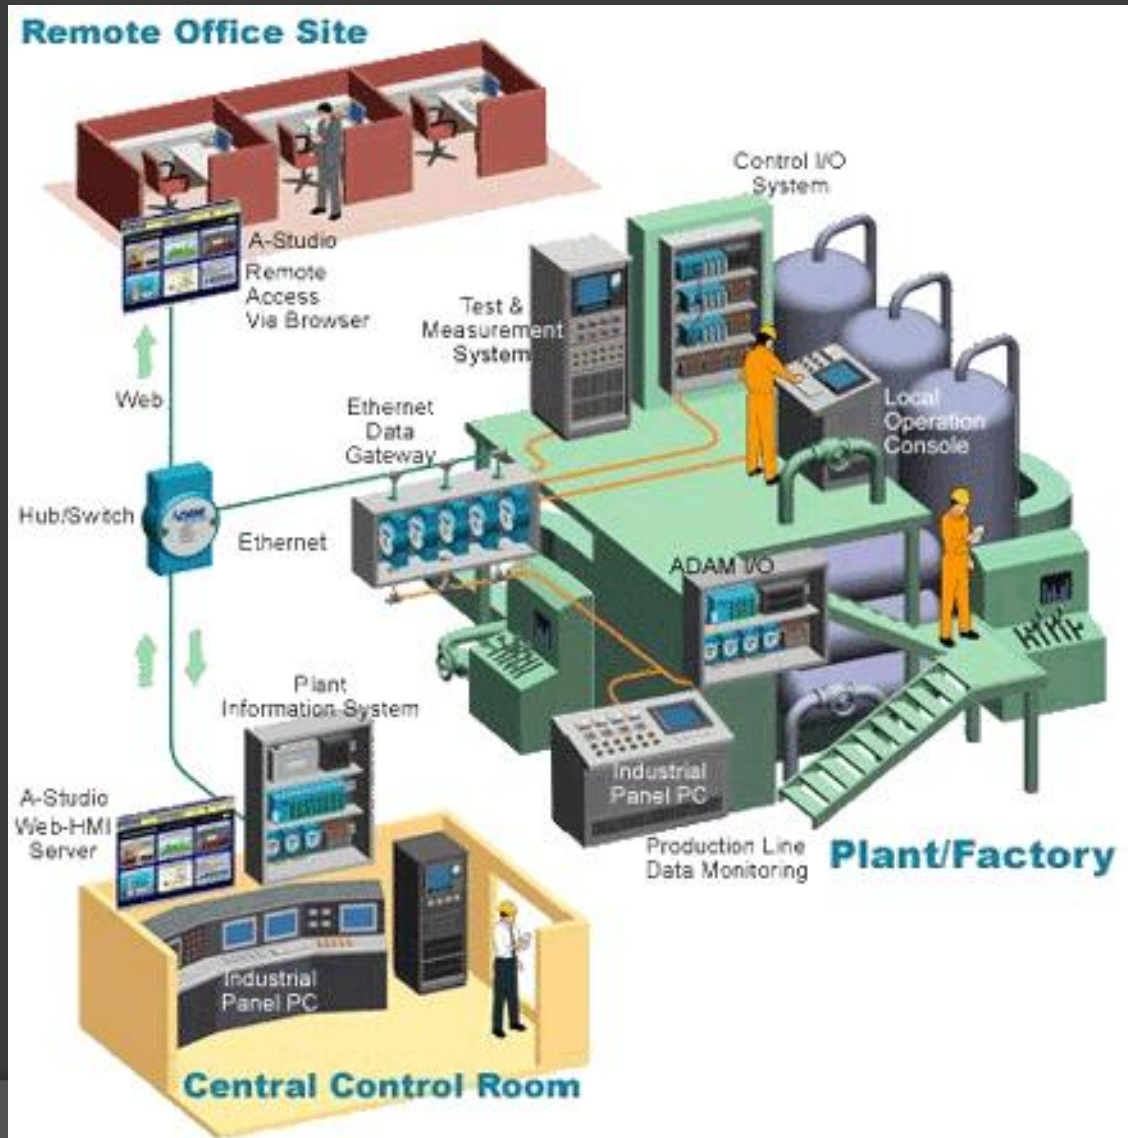 Remote Office Site
Control I/O
System
A-Studio
Remote
Access
Via Browser
Test &
Measurement
System
Web
Ethernet
Data
Gateway
Local
Operation
Console
Hub/Switch
Ethernet
ADAM I/O
Plant
Information System
A-Studio
Web-HMI
Server
Industrial
Panel PC
Production Line
Data Monitoring
Plant/Factory
Industrial
Panel PC
Central Control Room